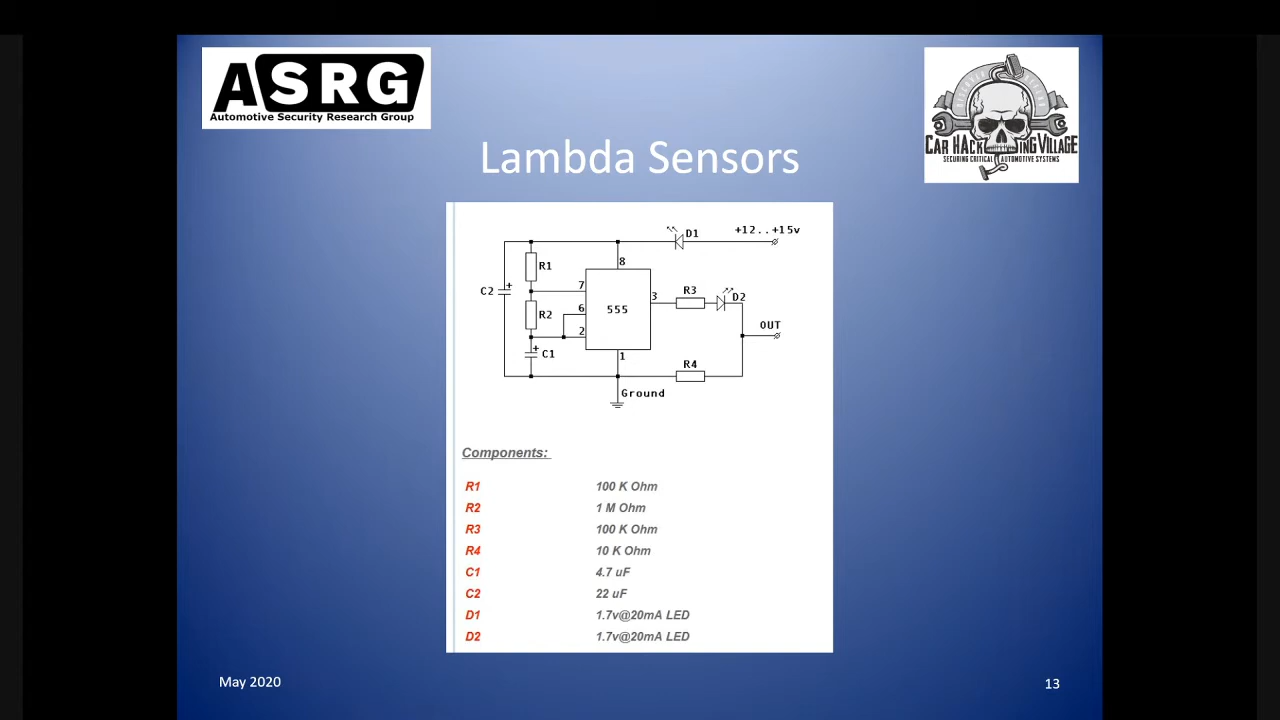 ASRG
Automotive Security Research Group
CAR HACKING VILLAGE
SECURING CRITICAL AUTOMOTIVE SYSTEMS
Lambda Sensors
D1
+12..+15v
R1
8
C2
+
7
R3
D2
3
6
555
R2
OUT
2
+
C1
1
R4
Ground
Components:
R1 100 K Ohm
R2 1 M Ohm
R3 100 K Ohm
R4 10 K Ohm
C1 4.7 uF
C2 22 uF
D1 1.7v@20mA LED
D2 1.7v@20mA LED
May 2020
13